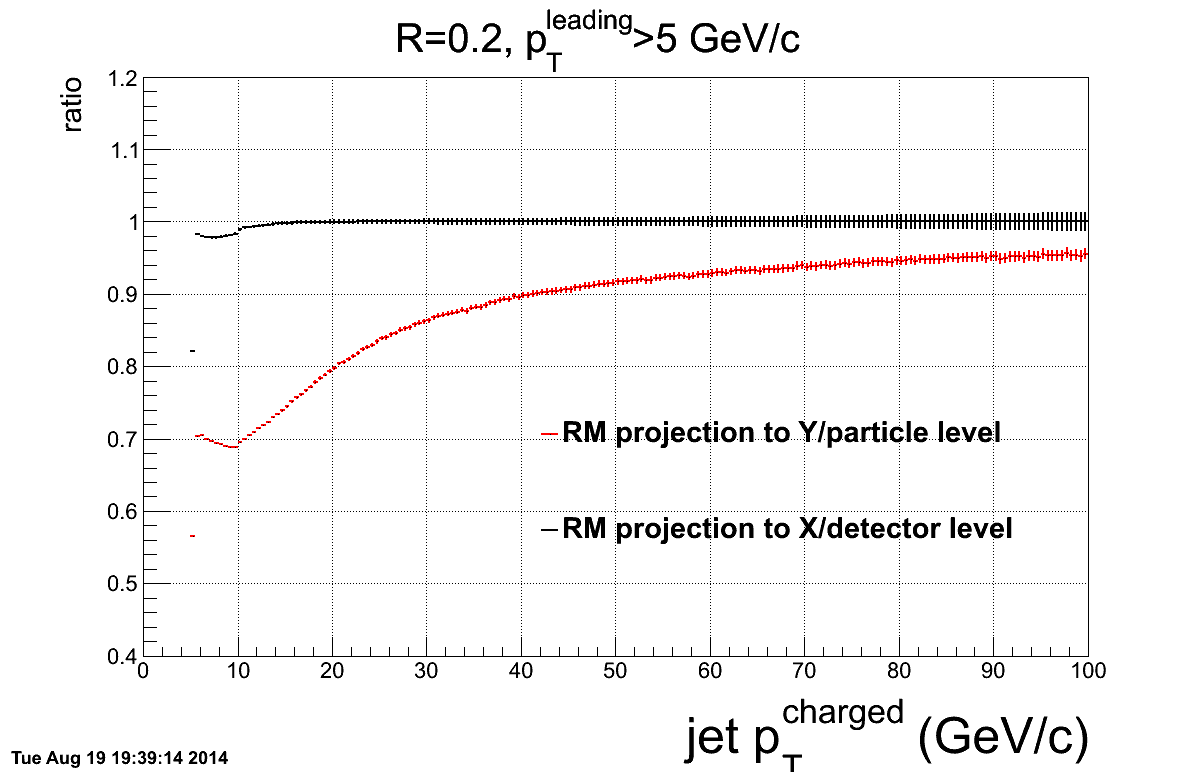 R=0.2, p_T^leading>5 GeV/c
ratio
1.2
1.1
1
0.9
0.8
0.7
0.6
0.5
0.4
RM projection to Y/particle level
RM projection to X/detector level
0 10 20 30 40 50 60 70 80 90 100
jet p_T^charged (GeV/c)
Tue Aug 19 19:39:14 2014